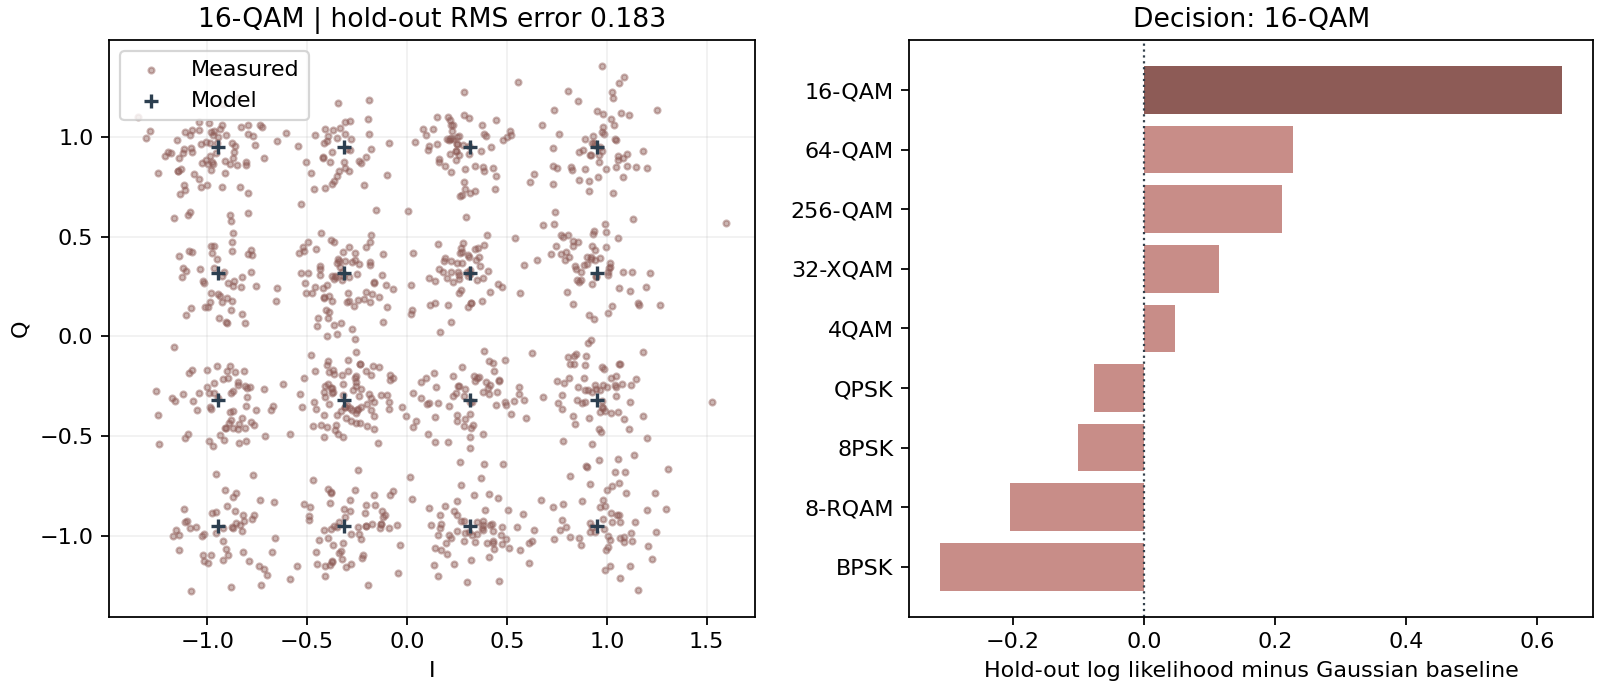 16-QAM | hold-out RMS error 0.183
Measured
Model
1.0
0.5
0.0
−0.5
−1.0
Q
−1.0
−0.5
0.0
0.5
1.0
1.5
I
Decision: 16-QAM
16-QAM
64-QAM
256-QAM
32-XQAM
4QAM
QPSK
8PSK
8-RQAM
BPSK
−0.2
0.0
0.2
0.4
0.6
Hold-out log likelihood minus Gaussian baseline